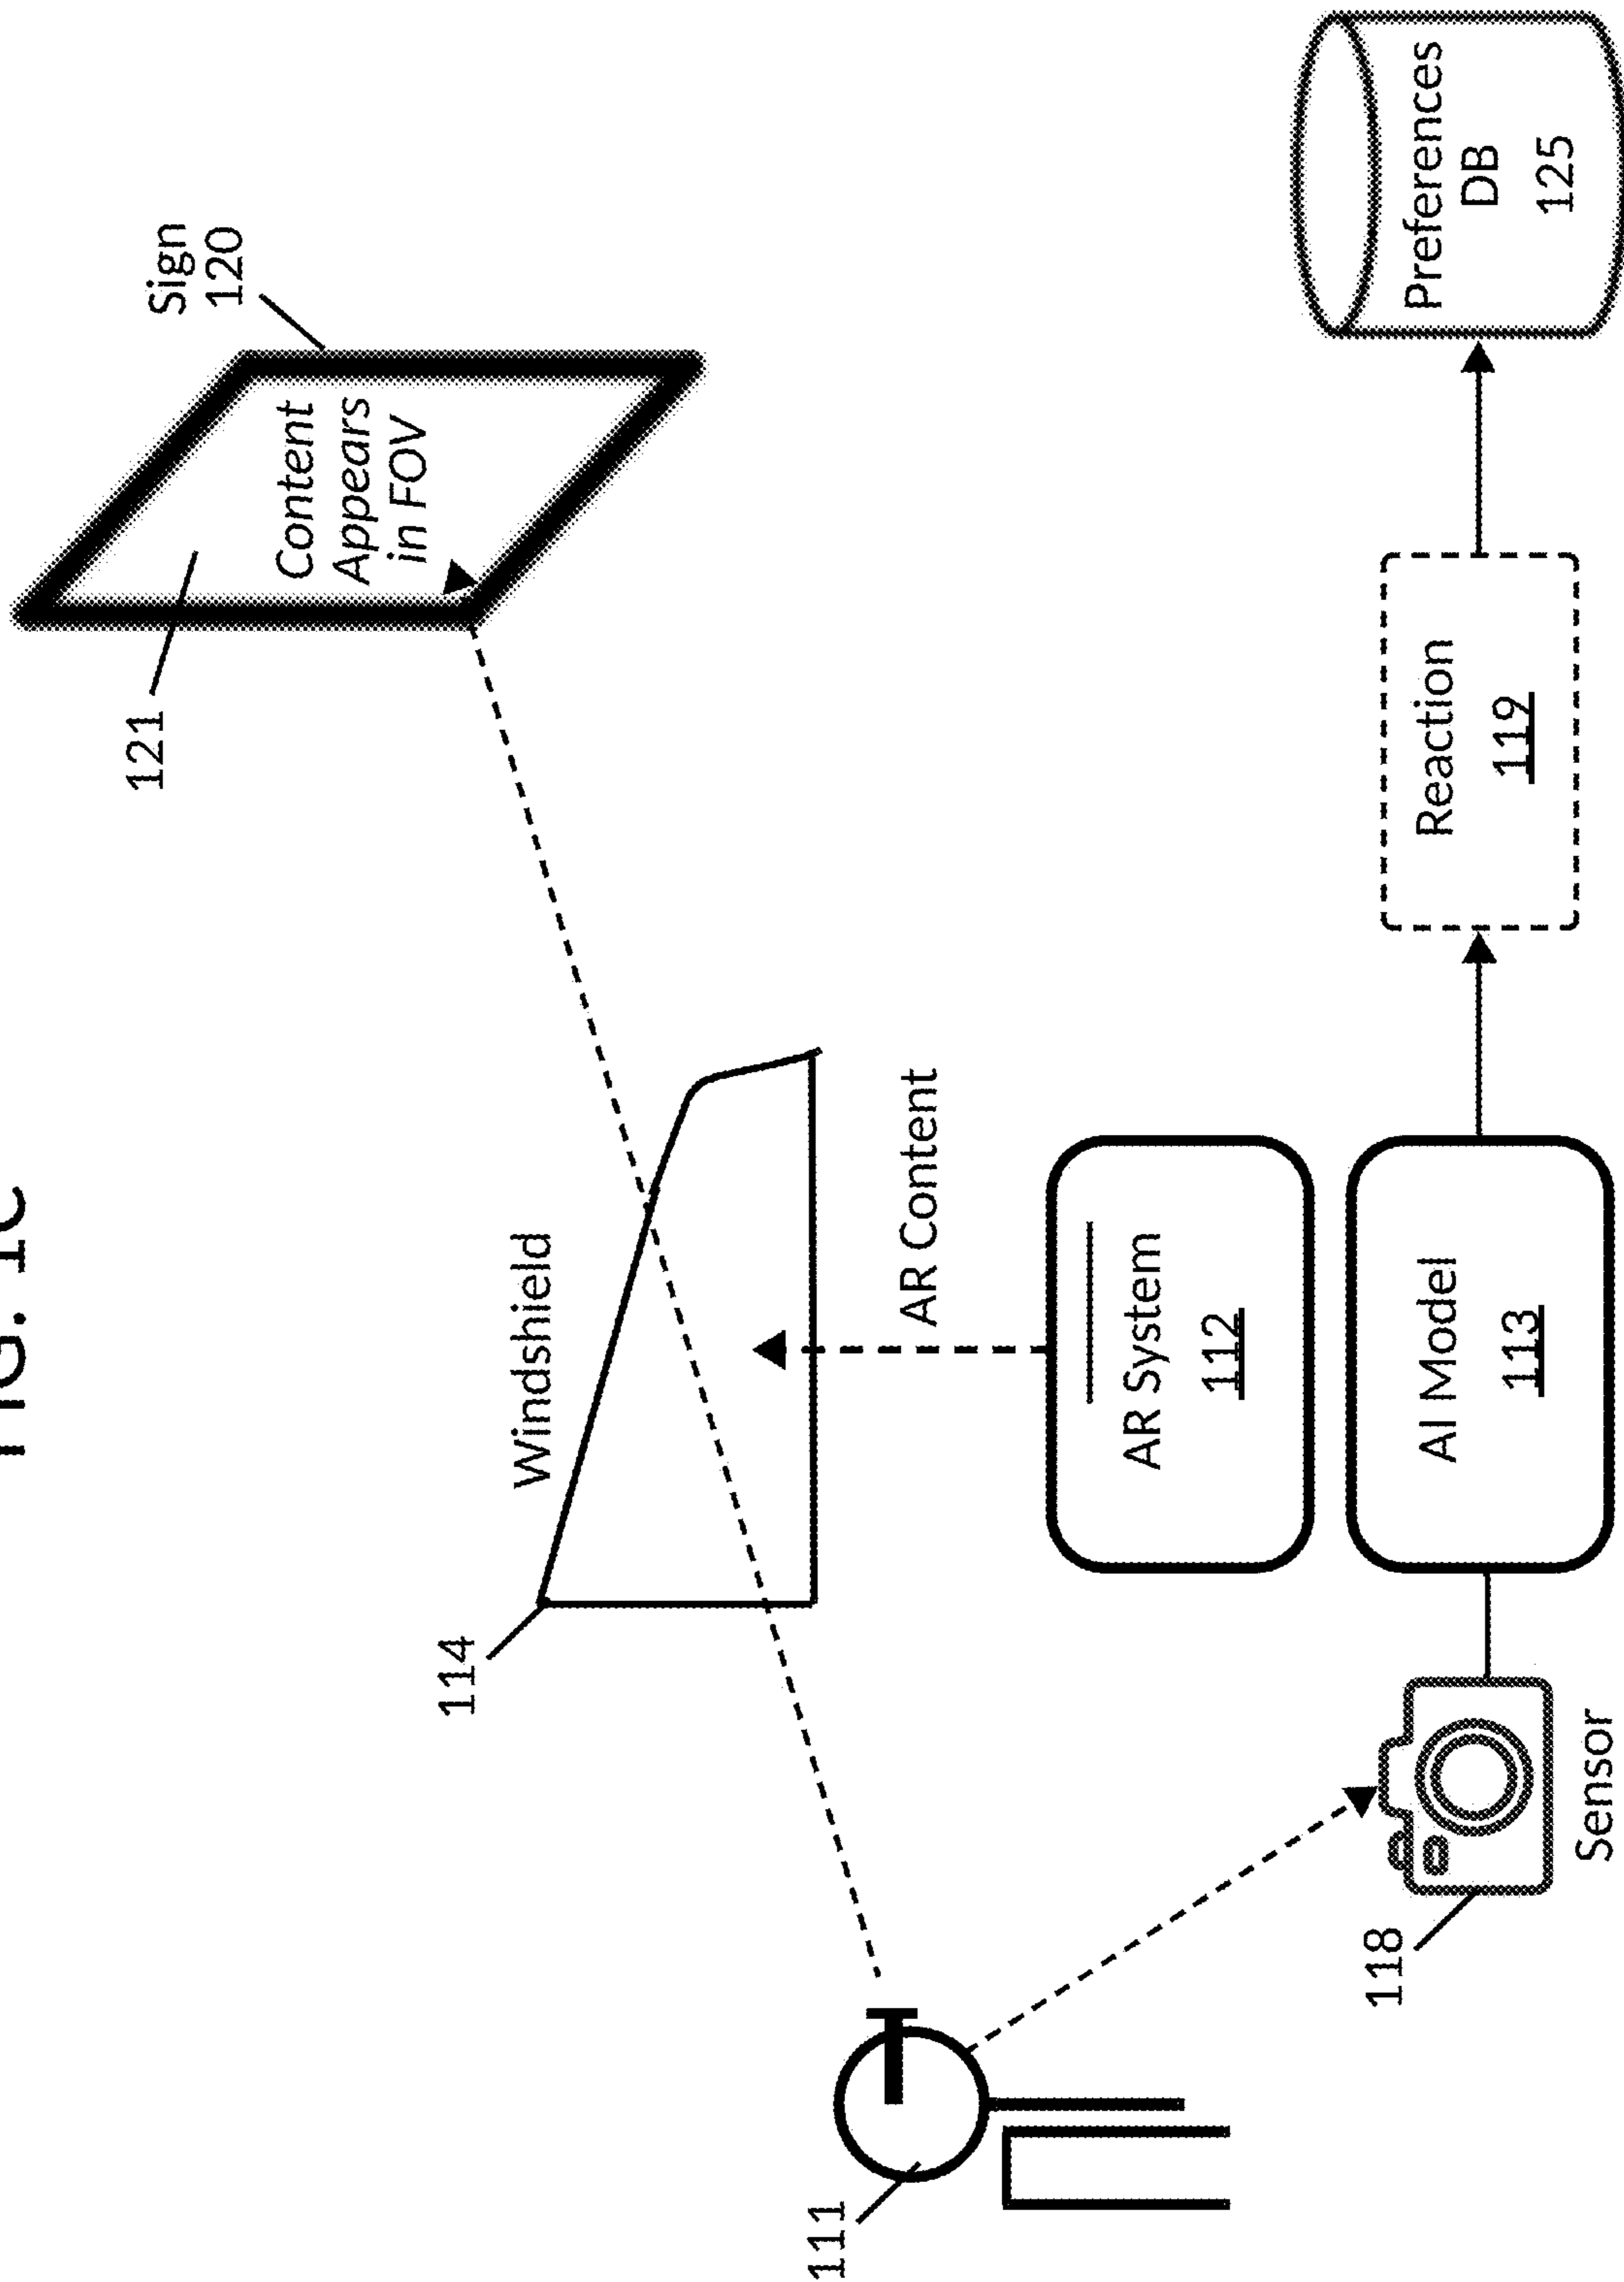 FIG. 1C
Sign
120
121
Content
Appears
in FOV
Windshield
114
AR Content
111
AR System
112
AI Model
113
118
Sensor
Reaction
119
Preferences
DB
125